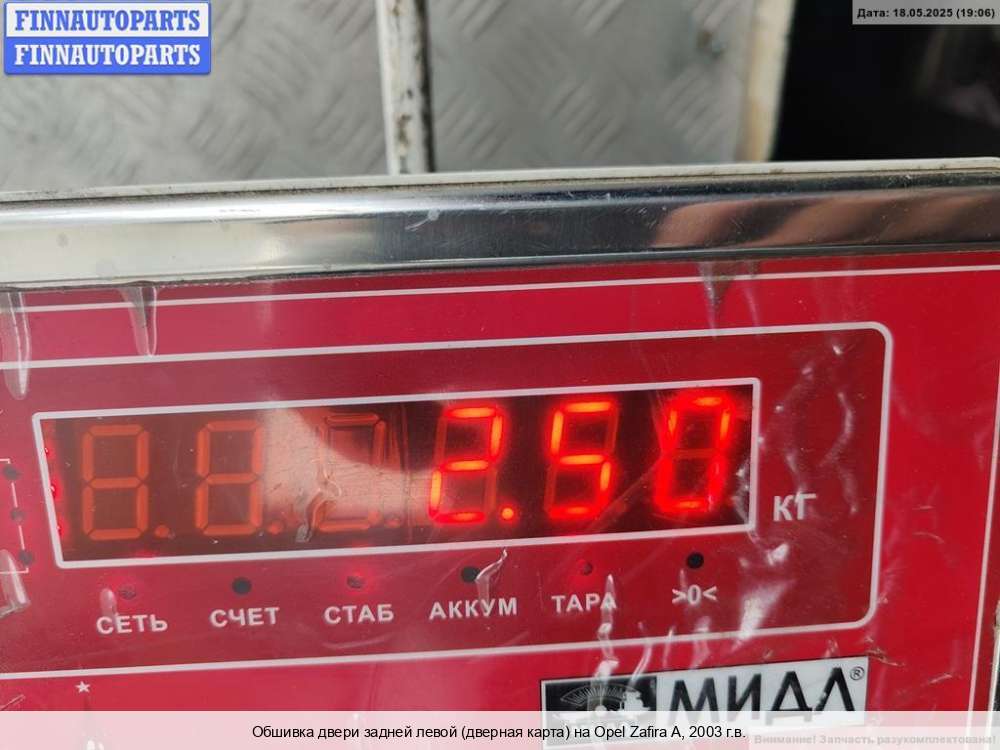 FINNAUTOPARTS
FINNAUTOPARTS
Дата: 18.05.2025 (19:06)
2.50
КГ
СЕТЬ СЧЕТ СТАБ АККУМ ТАРА >0<
МИДЛ®
Обшивка двери задней левой (дверная карта) на Opel Zafira A, 2003 г.в.
Внимание! Запчасть разукомплектована!